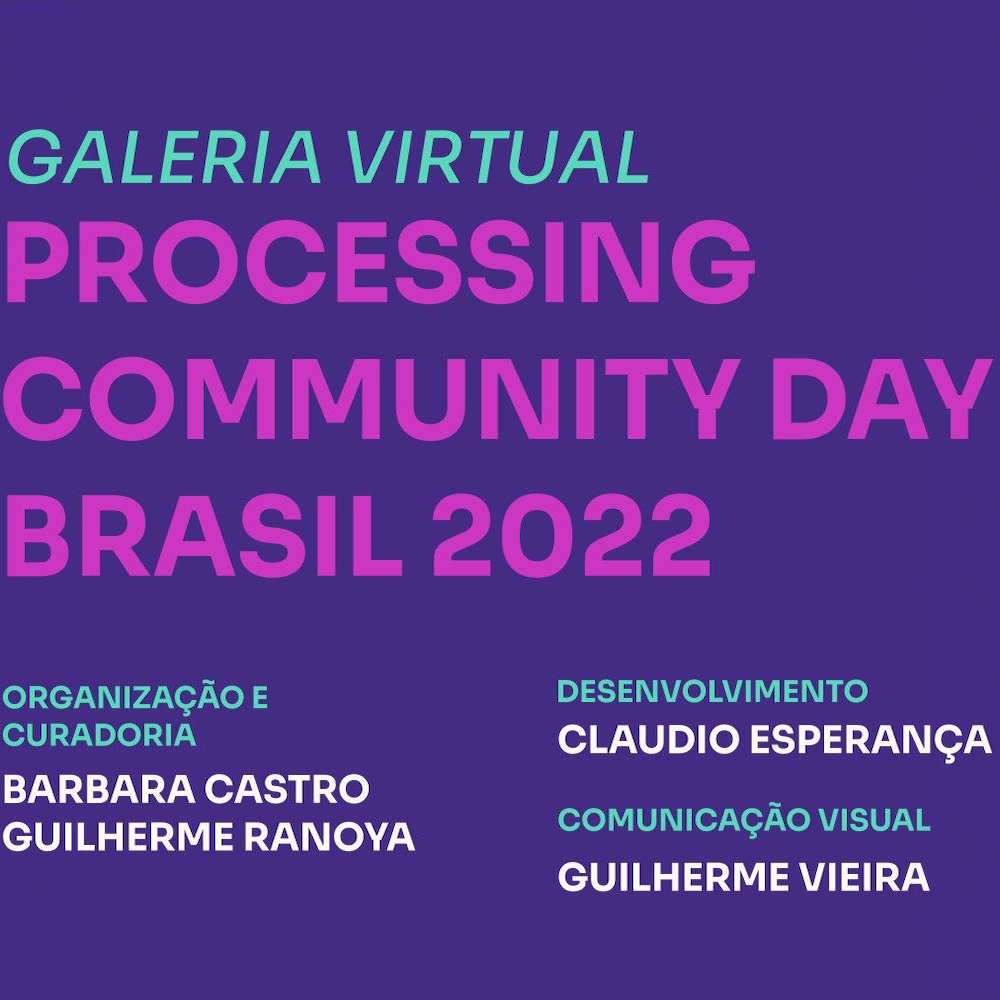 GALERIA VIRTUAL
PROCESSING
COMMUNITY DAY
BRASIL 2022
ORGANIZAÇÃO E
CURADORIA
BARBARA CASTRO
GUILHERME RANOYA
DESENVOLVIMENTO
CLAUDIO ESPERANÇA
COMUNICAÇÃO VISUAL
GUILHERME VIEIRA